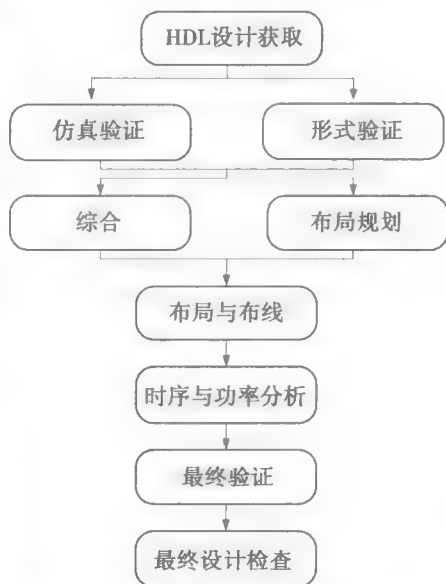 HDL设计获取
仿真验证
形式验证
综合
布局规划
布局与布线
时序与功率分析
最终验证
最终设计检查